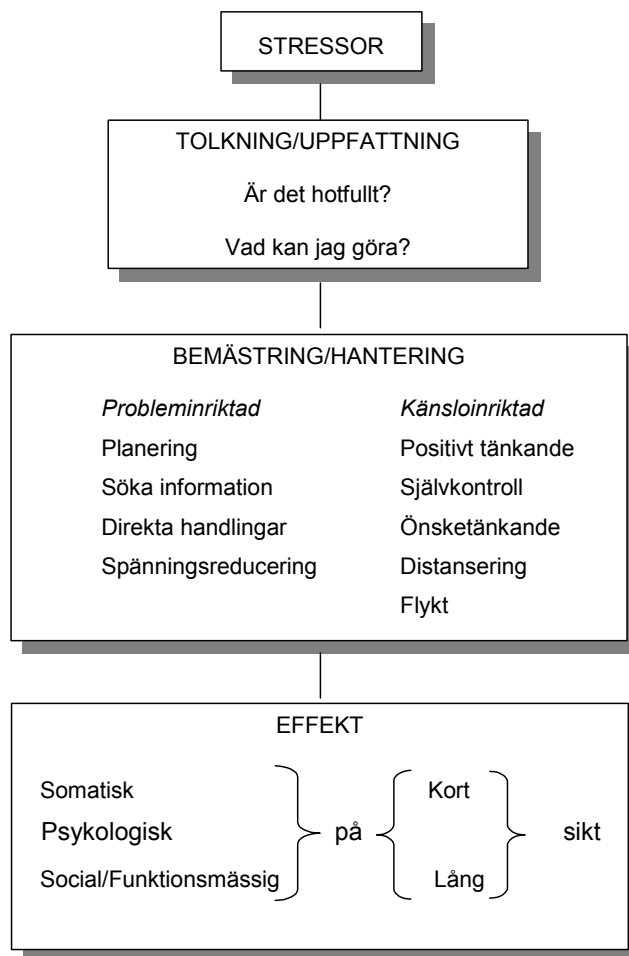 STRESSOR
TOLKNING/UPPFATTNING
Är det hotfullt?
Vad kan jag göra?
BEMÄSTRING/HANTERING
Probleminriktad Känsloinriktad
Planering Positivt tänkande
Söka information Självkontroll
Direkta handlingar Önsketänkande
Spänningsreducering Distansering
Flykt
EFFEKT
Somatisk Kort
Psykologisk på sikt
Social/Funktionsmässig Lång